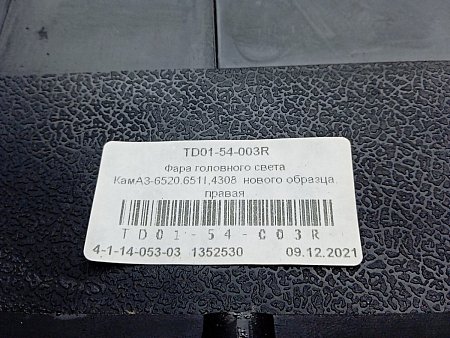 TD01-54-003R
Фара головного света
КамАЗ-6520,6511,4308 нового образца,
правая
TD01-54-003R
4-1-14-053-03 1352530 09.12.2021